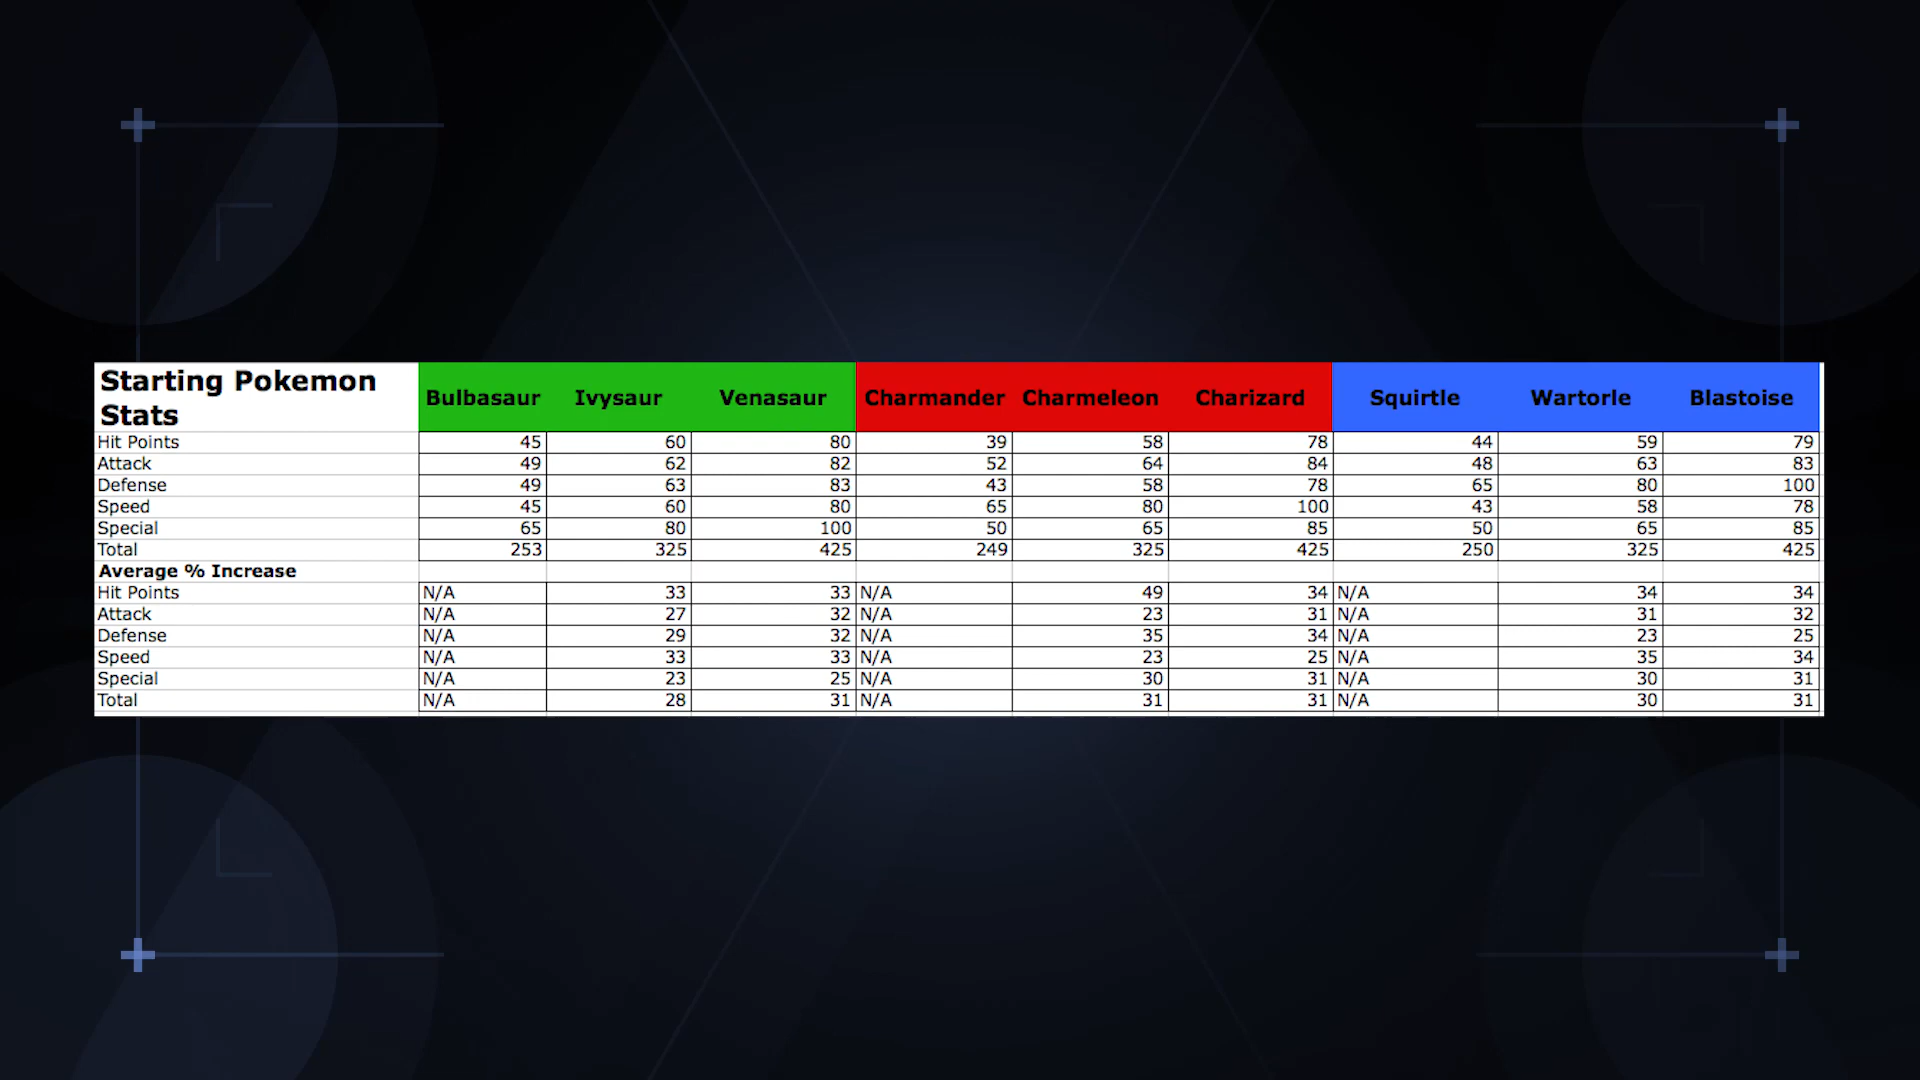 Starting Pokemon Stats Bulbasaur Ivysaur Venasaur Charmander Charmeleon Charizard Squirtle Wartorle Blastoise
Hit Points 45 60 80 39 58 78 44 59 79
Attack 49 62 82 52 64 84 48 63 83
Defense 49 63 83 43 58 78 65 80 100
Speed 45 60 80 65 80 100 43 58 78
Special 65 80 100 50 65 85 50 65 85
Total 253 325 425 249 325 425 250 325 425
Average % Increase
Hit Points N/A 33 33 N/A 49 34 N/A 34 34
Attack N/A 27 32 N/A 23 31 N/A 31 32
Defense N/A 29 32 N/A 35 34 N/A 23 25
Speed N/A 33 33 N/A 23 25 N/A 35 34
Special N/A 23 25 N/A 30 31 N/A 30 31
Total N/A 28 31 N/A 31 31 N/A 30 31